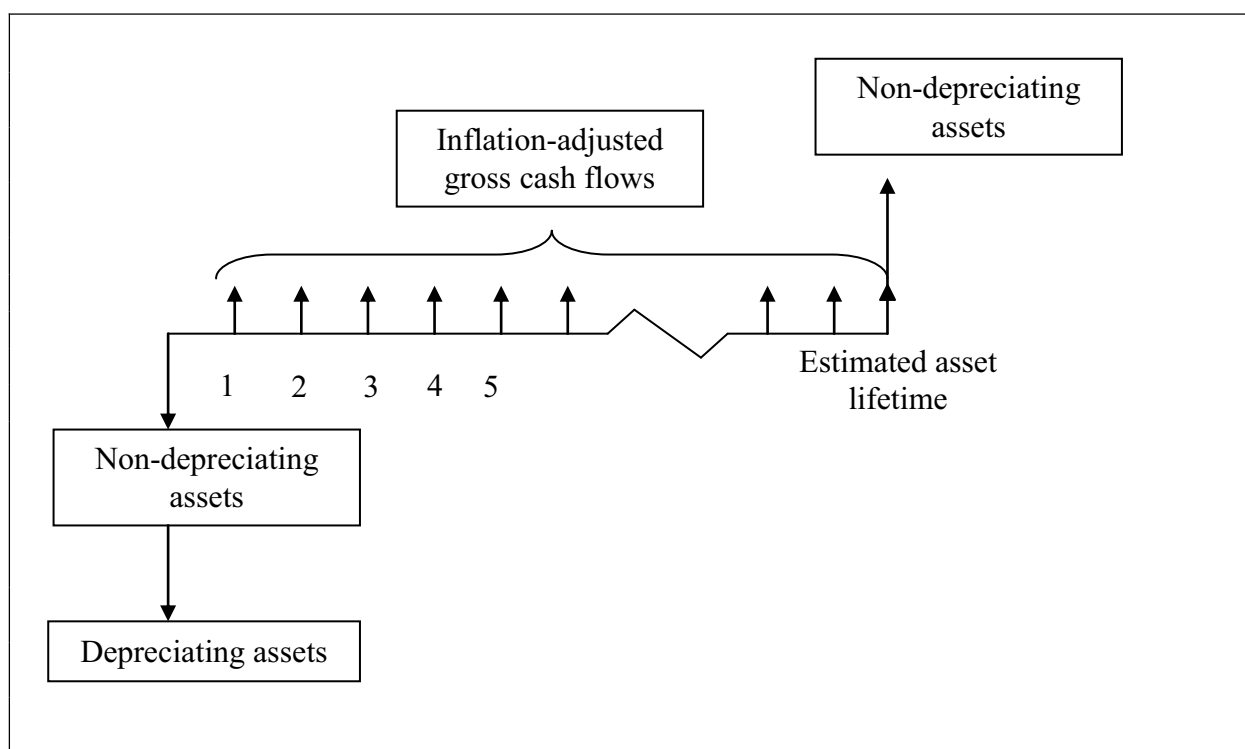 Non-depreciating
assets
Inflation-adjusted
gross cash flows
Estimated asset
lifetime
1 2 3 4 5
Non-depreciating
assets
Depreciating assets